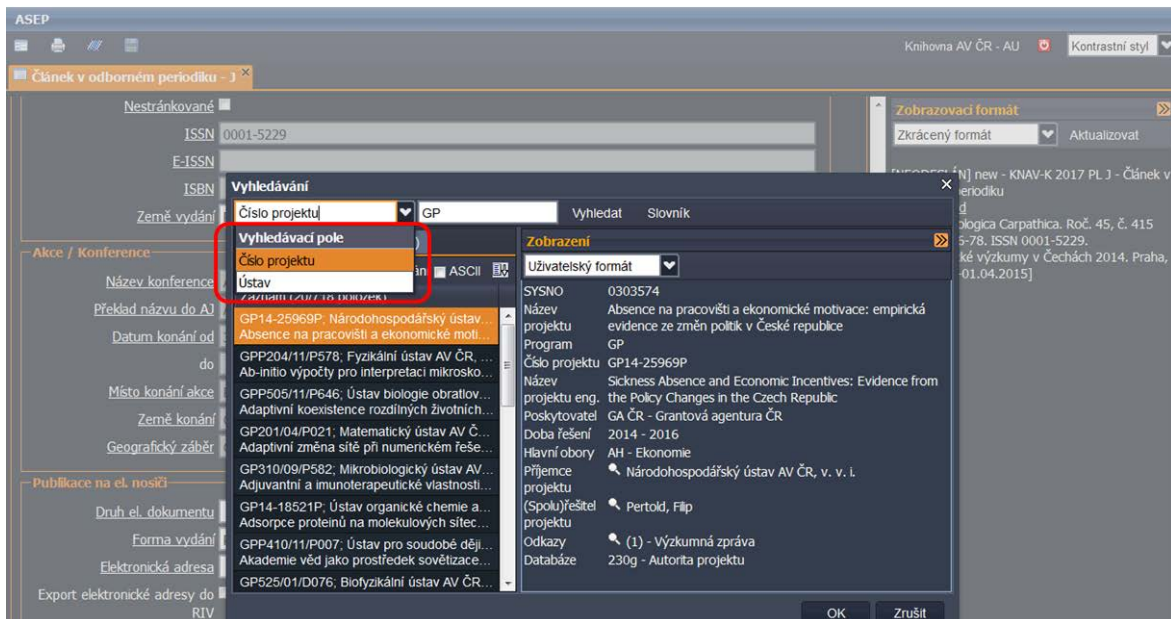 ASEP
Knihovna AV ČR - AU
Kontrastní styl
Článek v odborném periodiku - J
Nestránkované
ISSN 0001-5229
E-ISSN
ISBN
Země vydání
Akce / Konference
Název konference
Překlad názvu do AJ
Datum konání od
do
Místo konání akce
Země konání
Geografický záběr
Publikace na el. nosiči
Druh el. dokumentu
Forma vydání
Elektronická adresa
Export elektronické adresy do
RIV
Vyhledávání
Číslo projektu GP Vyhledat Slovník
Vyhledávací pole
Číslo projektu
Ústav
ASCII
Záznam (20/718 položek)
GP14-25969P; Národohospodářský ústav...
Absence na pracovišti a ekonomické moti...
GPP204/11/P578; Fyzikální ústav AV ČR, ...
Ab-initio výpočty pro interpretaci mikrosko...
GPP505/11/P646; Ústav biologie obratlov...
Adaptivní koexistence rozdílných životních...
GP201/04/P021; Matematický ústav AV Č...
Adaptivní změna sítě při numerickém řeše...
GP310/09/P582; Mikrobiologický ústav AV...
Adjuvantní a imunoterapeutické vlastnosti...
GP14-18521P; Ústav organické chemie a...
Adsorpce proteinů na molekulových sítec...
GPP410/11/P007; Ústav pro soudobé ději...
Akademie věd jako prostředek sovětizace...
GP525/01/D076; Biofyzikální ústav AV ČR...
Zobrazení
Uživatelský formát
SYSNO 0303574
Název Absence na pracovišti a ekonomické motivace: empirická
projektu evidence ze změn politik v České republice
Program GP
Číslo projektu GP14-25969P
Název Sickness Absence and Economic Incentives: Evidence from
projektu eng. the Policy Changes in the Czech Republic
Poskytovatel GA ČR - Grantová agentura ČR
Doba řešení 2014 - 2016
Hlavní obory AH - Ekonomie
Příjemce Národohospodářský ústav AV ČR, v. v. i.
projektu
(Spolu)řešitel Pertold, Filip
projektu
Odkazy (1) - Výzkumná zpráva
Databáze 230g - Autorita projektu
OK Zrušit
Zobrazovací formát
Zkrácený formát Aktualizovat
new - KNAV-K 2017 PL J - Článek v
Carpathica. Roč. 45, č. 415
5-78. ISSN 0001-5229.
výzkumy v Čechách 2014. Praha,
-01.04.2015]